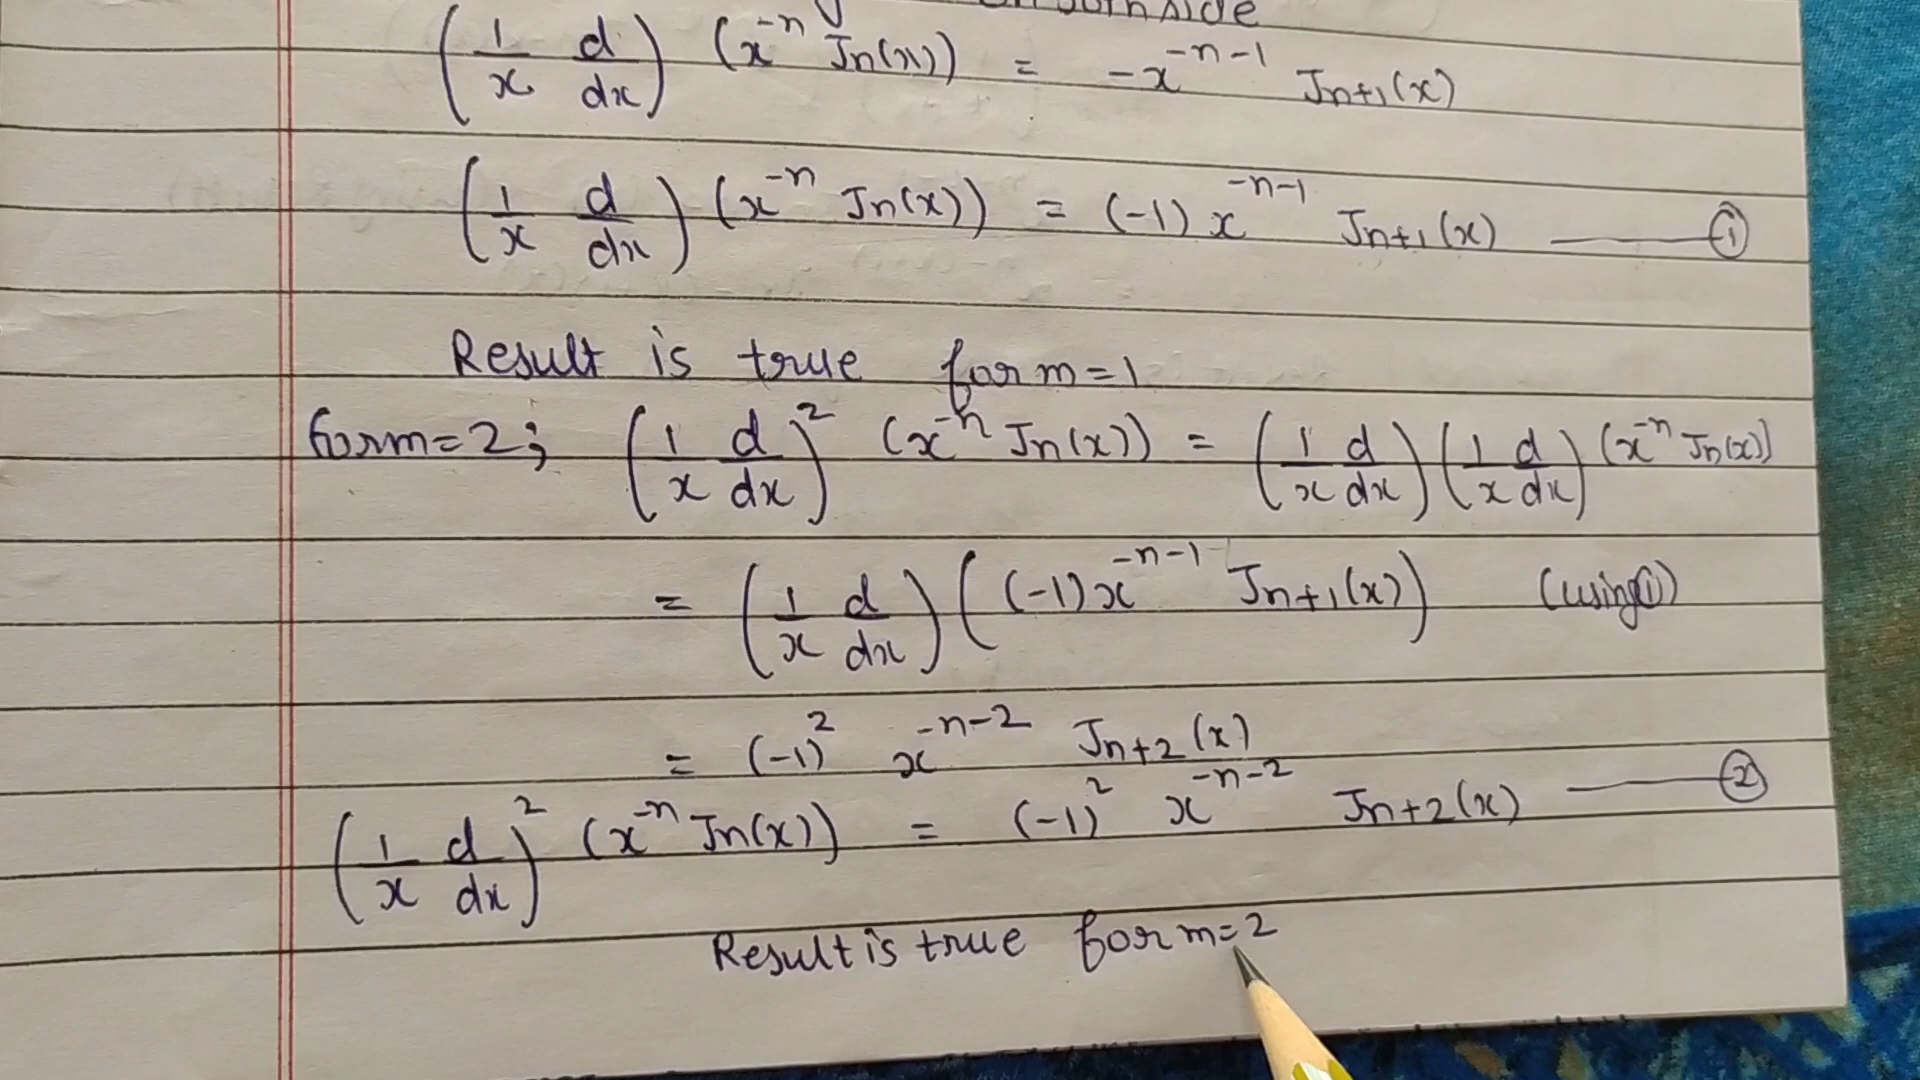 on both side
(1/x d/dx) (x^-n Jn(x)) = -x^-n-1 Jn+1(x)
(1/x d/dx) (x^-n Jn(x)) = (-1) x^-n-1 Jn+1(x) —— ①
Result is true for m=1
for m=2; (1/x d/dx)^2 (x^-n Jn(x)) = (1/x d/dx) (1/x d/dx) (x^-n Jn(x))
= (1/x d/dx) ((-1) x^-n-1 Jn+1(x)) (using ①)
= (-1)^2 x^-n-2 Jn+2(x)
(1/x d/dx)^2 (x^-n Jn(x)) = (-1)^2 x^-n-2 Jn+2(x) —— ②
Result is true for m=2